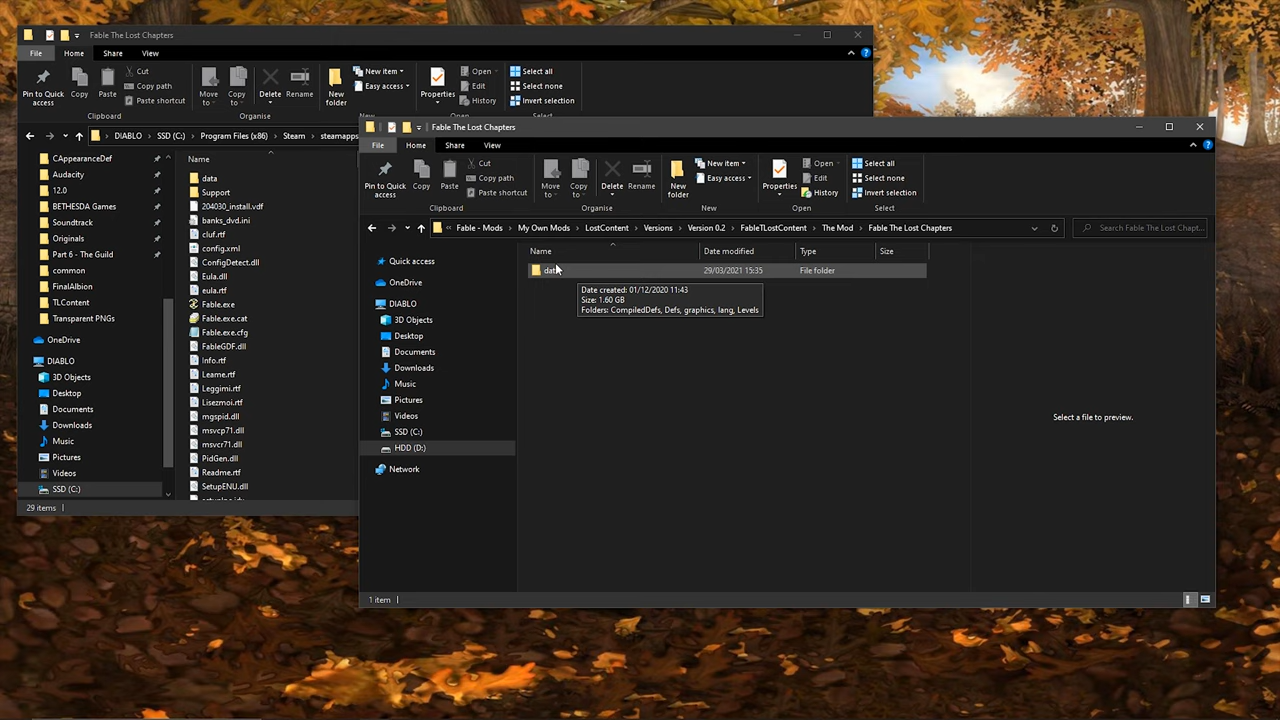 Fable The Lost Chapters
File Home Share View
Pin to Quick access
Copy
Paste
Cut
Copy path
Paste shortcut
Clipboard
Move to
Copy to
Delete
Rename
Organise
New folder
New item
Easy access
Properties
Open
Edit
History
Select all
Select none
Invert selection
DIABLO > SSD (C:) > Program Files (x86) > Steam > steamapps
CAppearanceDef
Audacity
12.0
BETHESDA Games
Soundtrack
Originals
Part 6 - The Guild
common
FinalAlbion
TLContent
Transparent PNGs
OneDrive
DIABLO
3D Objects
Desktop
Documents
Downloads
Music
Pictures
Videos
SSD (C:)
Name
data
Support
204030_install.vdf
banks_dvd.ini
cluf.rtf
config.xml
ConfigDetect.dll
Eula.dll
eula.rtf
Fable.exe
Fable.exe.cat
Fable.exe.cfg
FableGDF.dll
Info.rtf
Leame.rtf
Leggimi.rtf
Lisezmoi.rtf
mgspid.dll
msvcp71.dll
msvcr71.dll
PidGen.dll
Readme.rtf
SetupENU.dll
29 items
Fable The Lost Chapters
File Home Share View
Pin to Quick access
Copy
Paste
Cut
Copy path
Paste shortcut
Clipboard
Move to
Copy to
Delete
Rename
Organise
New folder
New item
Easy access
New
Properties
Open
Edit
History
Open
Select all
Select none
Invert selection
Select
« Fable - Mods > My Own Mods > LostContent > Versions > Version 0.2 > FableTLostContent > The Mod > Fable The Lost Chapters
Search Fable The Lost Chapt...
Quick access
OneDrive
DIABLO
3D Objects
Desktop
Documents
Downloads
Music
Pictures
Videos
SSD (C:)
HDD (D:)
Network
Name Date modified Type Size
data 29/03/2021 15:35 File folder
Date created: 01/12/2020 11:43
Size: 1.60 GB
Folders: CompiledDefs, Defs, graphics, lang, Levels
Select a file to preview.
1 item